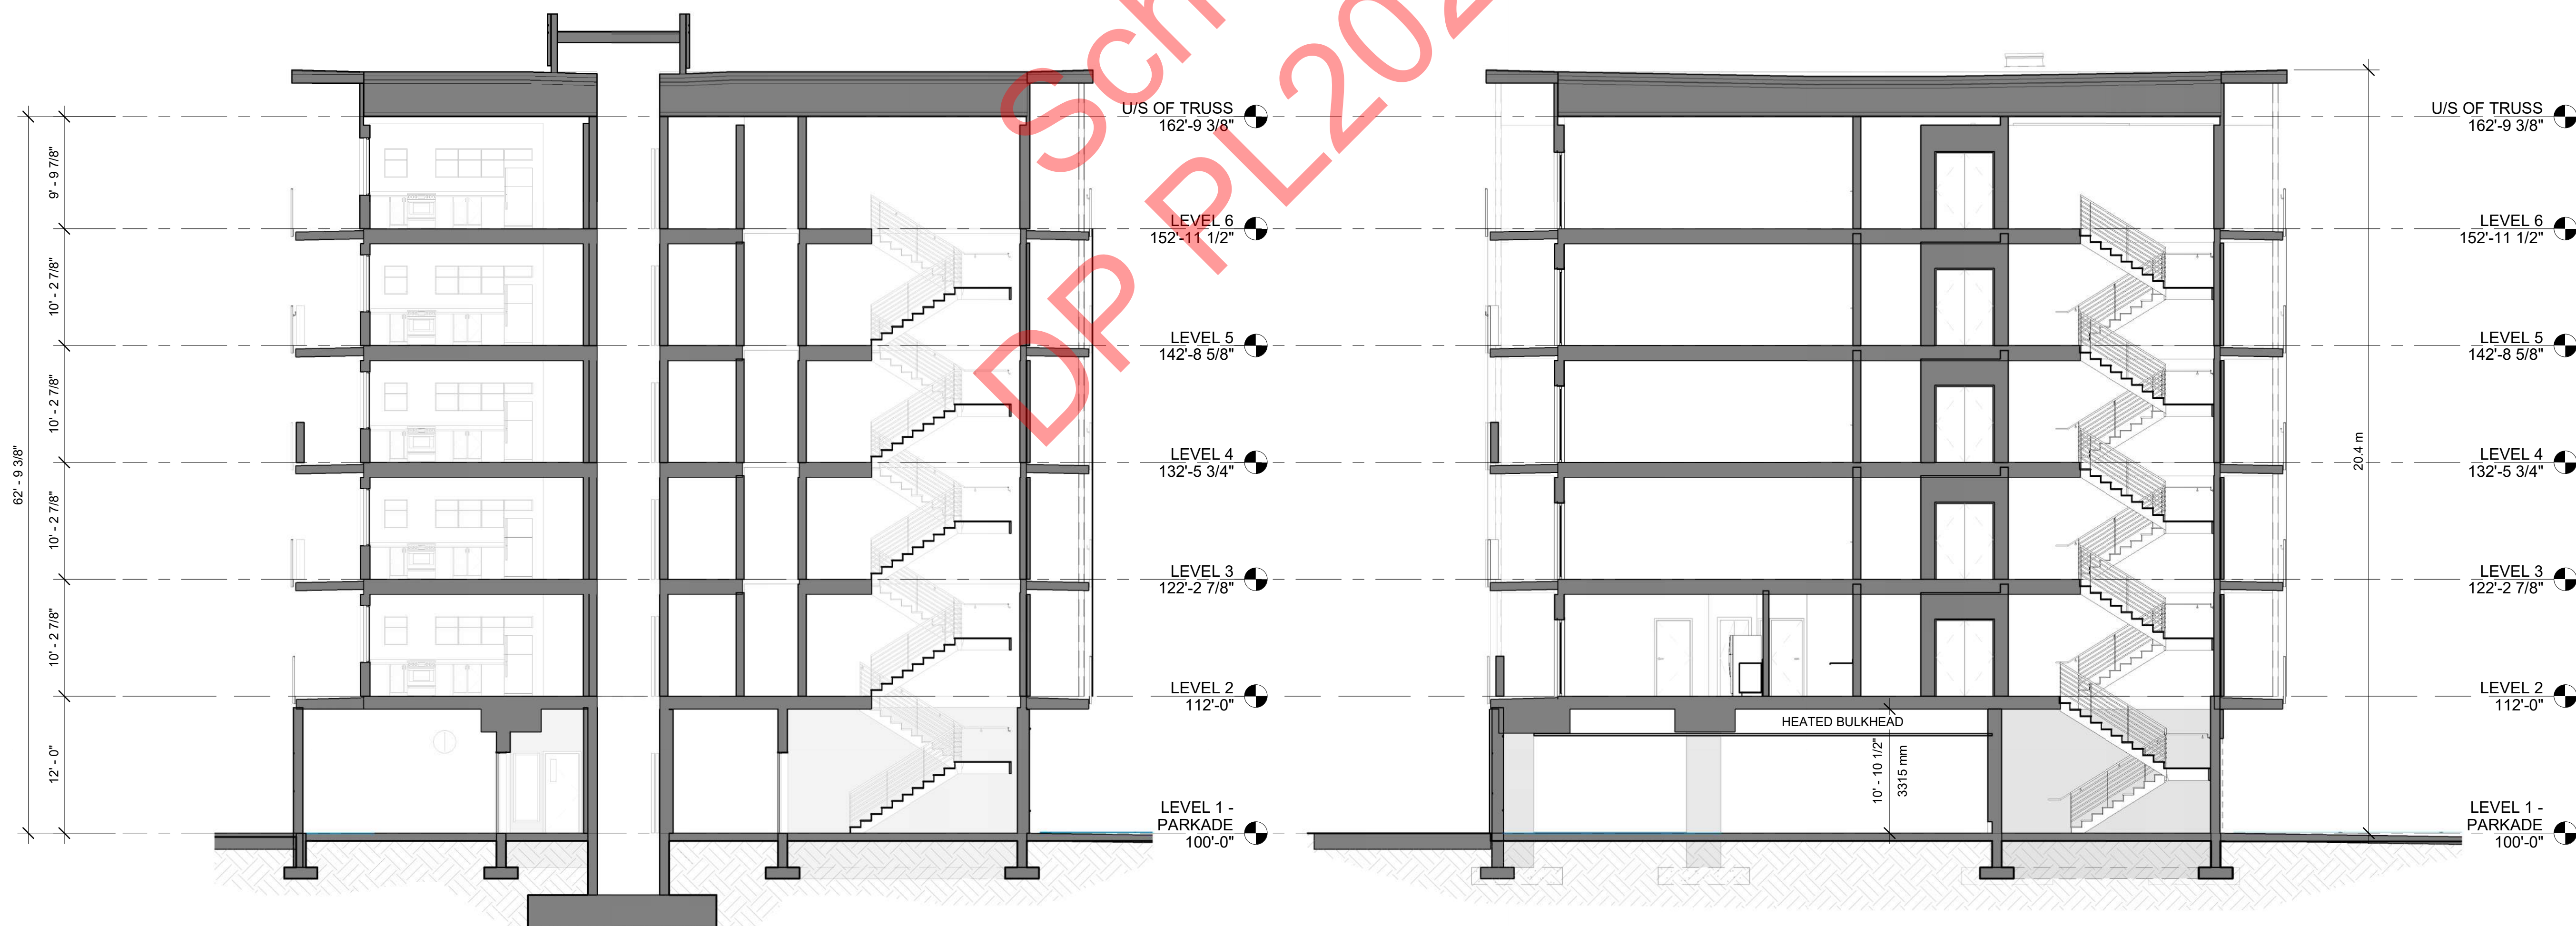 Sch
DP PL202
U/S OF TRUSS
162'-9 3/8"
LEVEL 6
152'-11 1/2"
LEVEL 5
142'-8 5/8"
LEVEL 4
132'-5 3/4"
LEVEL 3
122'-2 7/8"
LEVEL 2
112'-0"
LEVEL 1 -
PARKADE
100'-0"
62' - 9 3/8"
9' - 9 7/8"
10' - 2 7/8"
10' - 2 7/8"
10' - 2 7/8"
10' - 2 7/8"
12' - 0"
U/S OF TRUSS
162'-9 3/8"
LEVEL 6
152'-11 1/2"
LEVEL 5
142'-8 5/8"
LEVEL 4
132'-5 3/4"
LEVEL 3
122'-2 7/8"
LEVEL 2
112'-0"
LEVEL 1 -
PARKADE
100'-0"
20.4 m
HEATED BULKHEAD
10' - 10 1/2"
3315 mm